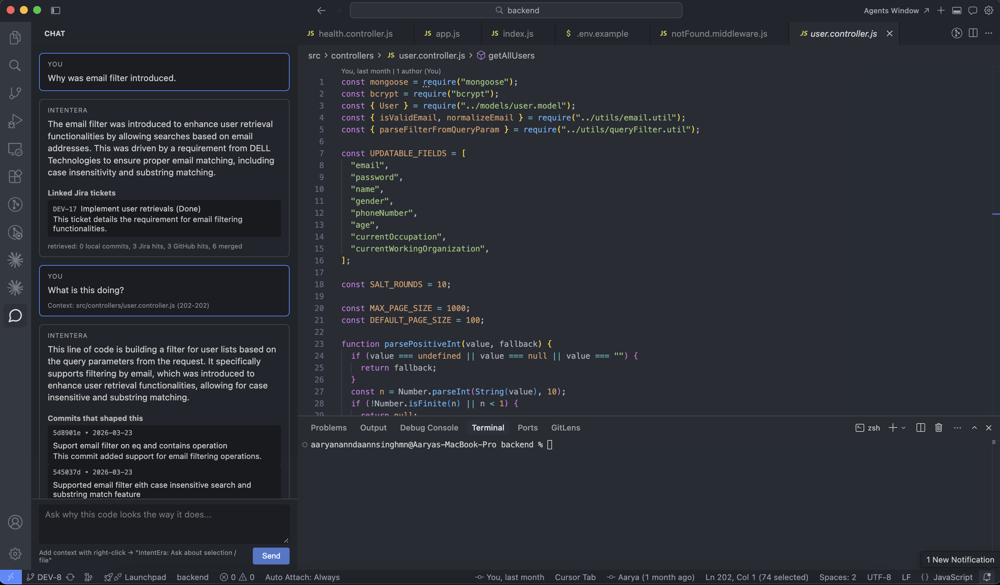 backend
Agents Window ↗
CHAT
YOU
Why was email filter introduced.
INTENTERA
The email filter was introduced to enhance user retrieval
functionalities by allowing searches based on email
addresses. This was driven by a requirement from DELL
Technologies to ensure proper email matching, including
case insensitivity and substring matching.
Linked Jira tickets
DEV-17 Implement user retrievals (Done)
This ticket details the requirement for email filtering
functionalities.
retrieved: 0 local commits, 3 Jira hits, 3 GitHub hits, 6 merged
YOU
What is this doing?
Context: src/controllers/user.controller.js (202-202)
INTENTERA
This line of code is building a filter for user lists based on
the query parameters from the request. It specifically
supports filtering by email, which was introduced to
enhance user retrieval functionalities, allowing for case
insensitive and substring matching.
Commits that shaped this
5d8901e • 2026-03-23
Suport email filter on eq and contains operation
This commit added support for email filtering operations.
545037d • 2026-03-23
Supported email filter eith case insensitive search and
substring match feature
Ask why this code looks the way it does...
Add context with right-click → "IntentEra: Ask about selection /
file"
Send
JS health.controller.js
JS app.js
JS index.js
$ .env.example
JS notFound.middleware.js
JS user.controller.js
src > controllers > JS user.controller.js > getAllUsers
You, last month | 1 author (You)
1 const mongoose = require("mongoose");
2 const bcrypt = require("bcrypt");
3 const { User } = require("../models/user.model");
4 const { isValidEmail, normalizeEmail } = require("../utils/email.util");
5 const { parseFilterFromQueryParam } = require("../utils/queryFilter.util");
6
7 const UPDATABLE_FIELDS = [
8 "email",
9 "password",
10 "name",
11 "gender",
12 "phoneNumber",
13 "age",
14 "currentOccupation",
15 "currentWorkingOrganization",
16 ];
17
18 const SALT_ROUNDS = 10;
19
20 const MAX_PAGE_SIZE = 1000;
21 const DEFAULT_PAGE_SIZE = 100;
22
23 function parsePositiveInt(value, fallback) {
24 if (value === undefined || value === null || value === "") {
25 return fallback;
26 }
27 const n = Number.parseInt(String(value), 10);
28 if (!Number.isFinite(n) || n < 1) {
29 return null;
Problems Output Debug Console Terminal Ports GitLens
zsh
aaryananndaannsinghmn@Aaryas-MacBook-Pro backend %
1 New Notification
DEV-8 Launchpad backend 0 0 Auto Attach: Always
You, last month Cursor Tab Aarya (1 month ago) Ln 202, Col 1 (74 selected) Spaces: 2 UTF-8 LF {} JavaScript